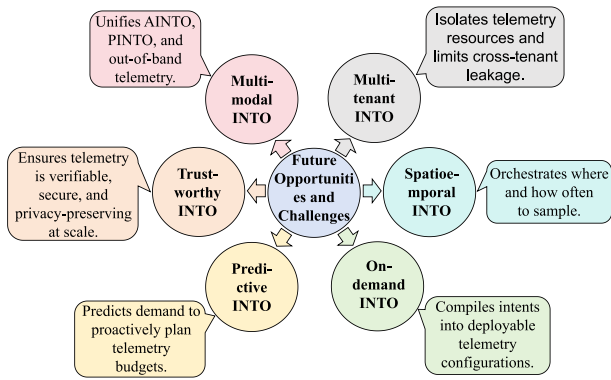 Unifies AINTO,
PINTO, and
out-of-band
telemetry.
Multi-
modal
INTO
Multi-
tenant
INTO
Isolates telemetry
resources and
limits cross-tenant
leakage.
Ensures telemetry
is verifiable,
secure, and
privacy-preserving
at scale.
Trust-
worthy
INTO
Future
Opportuniti
es and
Challenges
Spatioe-
mporal
INTO
Orchestrates where
and how often
to sample.
Predicts demand to
proactively plan
telemetry
budgets.
Predi-
ctive
INTO
On-
demand
INTO
Compiles intents
into deployable
telemetry
configurations.